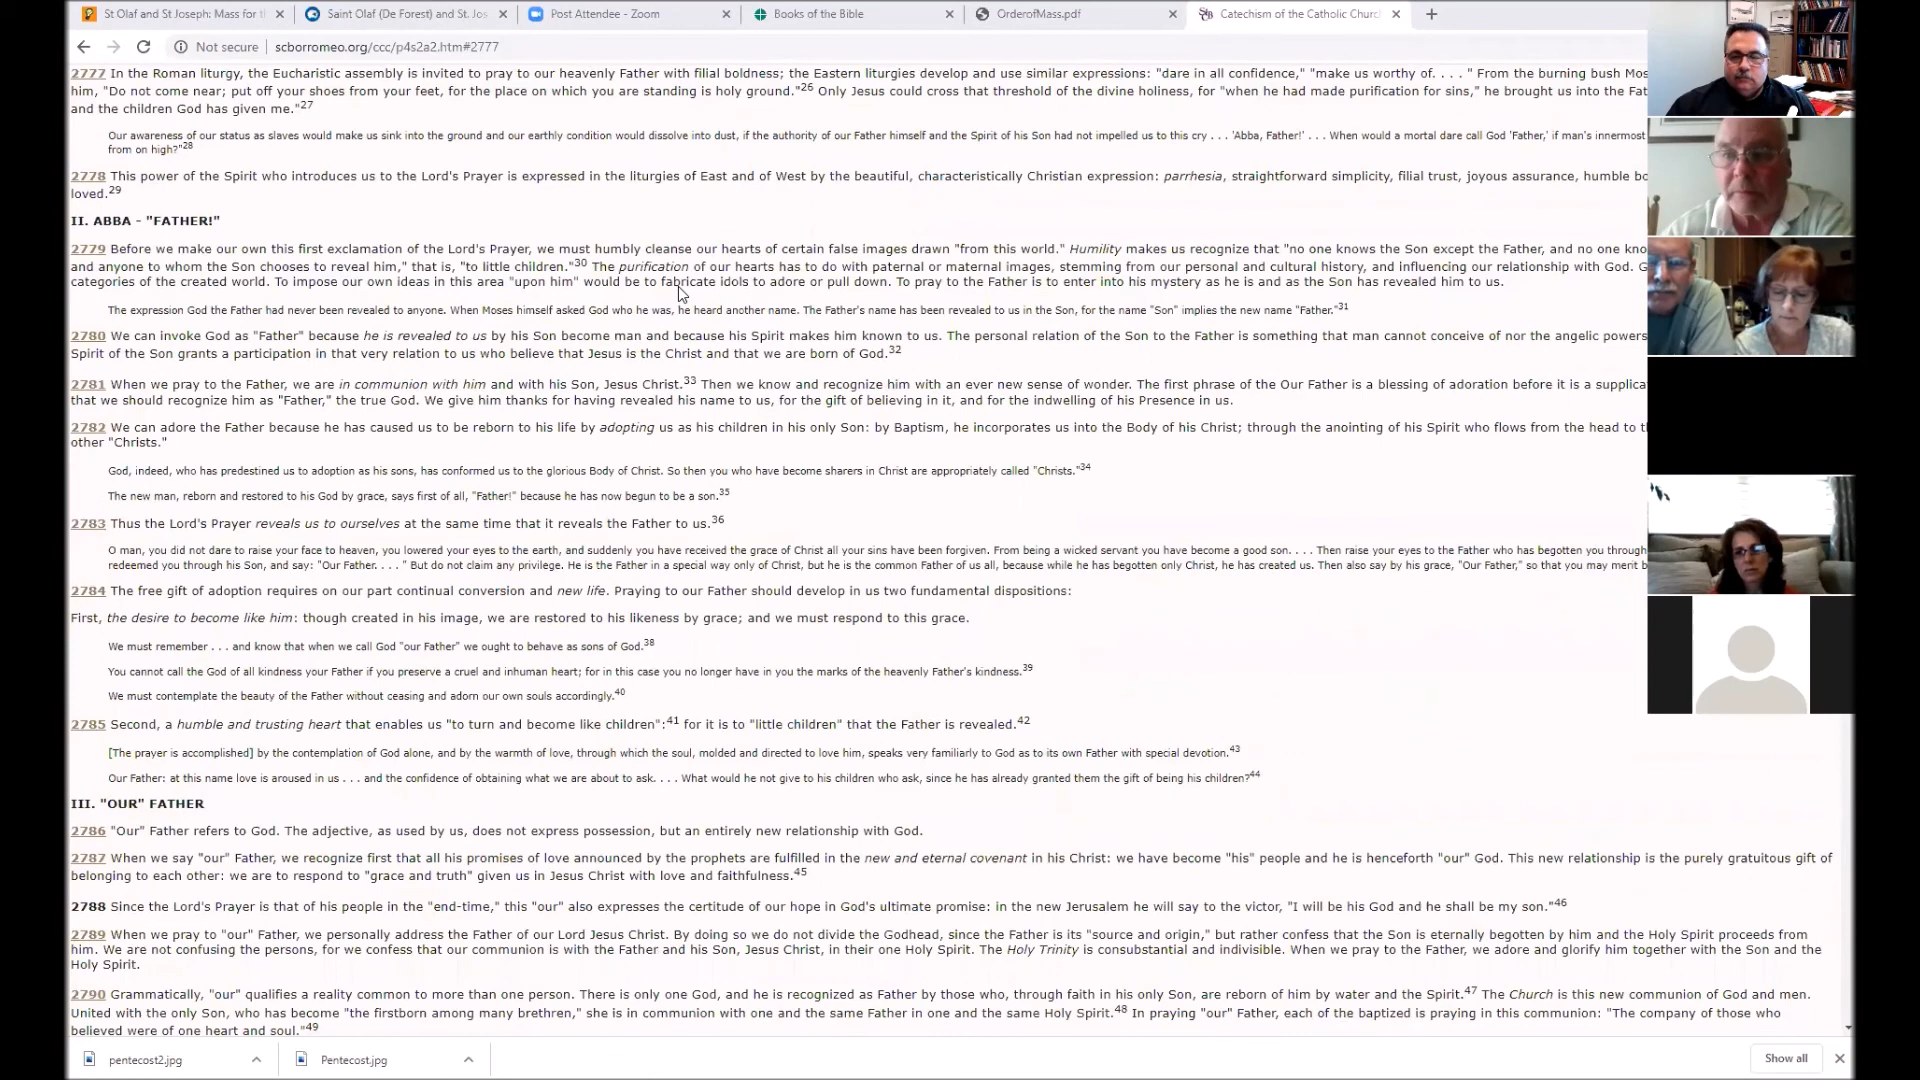 St Olaf and St Joseph: Mass for t
Saint Olaf (De Forest) and St. Jos
Post Attendee - Zoom
Books of the Bible
OrderofMass.pdf
Catechism of the Catholic Churc
Not secure | scborromeo.org/ccc/p4s2a2.htm#2777
2777 In the Roman liturgy, the Eucharistic assembly is invited to pray to our heavenly Father with filial boldness; the Eastern liturgies develop and use similar expressions: "dare in all confidence," "make us worthy of. . . . " From the burning bush Mos
him, "Do not come near; put off your shoes from your feet, for the place on which you are standing is holy ground."26 Only Jesus could cross that threshold of the divine holiness, for "when he had made purification for sins," he brought us into the Fat
and the children God has given me."27
Our awareness of our status as slaves would make us sink into the ground and our earthly condition would dissolve into dust, if the authority of our Father himself and the Spirit of his Son had not impelled us to this cry . . . 'Abba, Father!' . . . When would a mortal dare call God 'Father,' if man's innermost
from on high?"28
2778 This power of the Spirit who introduces us to the Lord's Prayer is expressed in the liturgies of East and of West by the beautiful, characteristically Christian expression: parrhesia, straightforward simplicity, filial trust, joyous assurance, humble bo
loved.29
II. ABBA - "FATHER!"
2779 Before we make our own this first exclamation of the Lord's Prayer, we must humbly cleanse our hearts of certain false images drawn "from this world." Humility makes us recognize that "no one knows the Son except the Father, and no one kno
and anyone to whom the Son chooses to reveal him," that is, "to little children."30 The purification of our hearts has to do with paternal or maternal images, stemming from our personal and cultural history, and influencing our relationship with God. G
categories of the created world. To impose our own ideas in this area "upon him" would be to fabricate idols to adore or pull down. To pray to the Father is to enter into his mystery as he is and as the Son has revealed him to us.
The expression God the Father had never been revealed to anyone. When Moses himself asked God who he was, he heard another name. The Father's name has been revealed to us in the Son, for the name "Son" implies the new name "Father."31
2780 We can invoke God as "Father" because he is revealed to us by his Son become man and because his Spirit makes him known to us. The personal relation of the Son to the Father is something that man cannot conceive of nor the angelic powers
Spirit of the Son grants a participation in that very relation to us who believe that Jesus is the Christ and that we are born of God.32
2781 When we pray to the Father, we are in communion with him and with his Son, Jesus Christ.33 Then we know and recognize him with an ever new sense of wonder. The first phrase of the Our Father is a blessing of adoration before it is a supplica
that we should recognize him as "Father," the true God. We give him thanks for having revealed his name to us, for the gift of believing in it, and for the indwelling of his Presence in us.
2782 We can adore the Father because he has caused us to be reborn to his life by adopting us as his children in his only Son: by Baptism, he incorporates us into the Body of his Christ; through the anointing of his Spirit who flows from the head to t
other "Christs."
God, indeed, who has predestined us to adoption as his sons, has conformed us to the glorious Body of Christ. So then you who have become sharers in Christ are appropriately called "Christs."34
The new man, reborn and restored to his God by grace, says first of all, "Father!" because he has now begun to be a son.35
2783 Thus the Lord's Prayer reveals us to ourselves at the same time that it reveals the Father to us.36
O man, you did not dare to raise your face to heaven, you lowered your eyes to the earth, and suddenly you have received the grace of Christ all your sins have been forgiven. From being a wicked servant you have become a good son. . . . Then raise your eyes to the Father who has begotten you through
redeemed you through his Son, and say: "Our Father. . . . " But do not claim any privilege. He is the Father in a special way only of Christ, but he is the common Father of us all, because while he has begotten only Christ, he has created us. Then also say by his grace, "Our Father," so that you may merit b
2784 The free gift of adoption requires on our part continual conversion and new life. Praying to our Father should develop in us two fundamental dispositions:
First, the desire to become like him: though created in his image, we are restored to his likeness by grace; and we must respond to this grace.
We must remember . . . and know that when we call God "our Father" we ought to behave as sons of God.38
You cannot call the God of all kindness your Father if you preserve a cruel and inhuman heart; for in this case you no longer have in you the marks of the heavenly Father's kindness.39
We must contemplate the beauty of the Father without ceasing and adorn our own souls accordingly.40
2785 Second, a humble and trusting heart that enables us "to turn and become like children":41 for it is to "little children" that the Father is revealed.42
[The prayer is accomplished] by the contemplation of God alone, and by the warmth of love, through which the soul, molded and directed to love him, speaks very familiarly to God as to its own Father with special devotion.43
Our Father: at this name love is aroused in us . . . and the confidence of obtaining what we are about to ask. . . . What would he not give to his children who ask, since he has already granted them the gift of being his children?44
III. "OUR" FATHER
2786 "Our" Father refers to God. The adjective, as used by us, does not express possession, but an entirely new relationship with God.
2787 When we say "our" Father, we recognize first that all his promises of love announced by the prophets are fulfilled in the new and eternal covenant in his Christ: we have become "his" people and he is henceforth "our" God. This new relationship is the purely gratuitous gift of
belonging to each other: we are to respond to "grace and truth" given us in Jesus Christ with love and faithfulness.45
2788 Since the Lord's Prayer is that of his people in the "end-time," this "our" also expresses the certitude of our hope in God's ultimate promise: in the new Jerusalem he will say to the victor, "I will be his God and he shall be my son."46
2789 When we pray to "our" Father, we personally address the Father of our Lord Jesus Christ. By doing so we do not divide the Godhead, since the Father is its "source and origin," but rather confess that the Son is eternally begotten by him and the Holy Spirit proceeds from
him. We are not confusing the persons, for we confess that our communion is with the Father and his Son, Jesus Christ, in their one Holy Spirit. The Holy Trinity is consubstantial and indivisible. When we pray to the Father, we adore and glorify him together with the Son and the
Holy Spirit.
2790 Grammatically, "our" qualifies a reality common to more than one person. There is only one God, and he is recognized as Father by those who, through faith in his only Son, are reborn of him by water and the Spirit.47 The Church is this new communion of God and men.
United with the only Son, who has become "the firstborn among many brethren," she is in communion with one and the same Father in one and the same Holy Spirit.48 In praying "our" Father, each of the baptized is praying in this communion: "The company of those who
believed were of one heart and soul."49
pentecost2.jpg
Pentecost.jpg
Show all